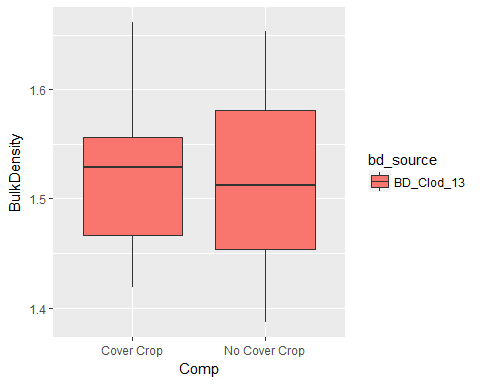 BulkDensity
1.6
1.5
1.4
Cover Crop
No Cover Crop
Comp
bd_source
BD_Clod_13